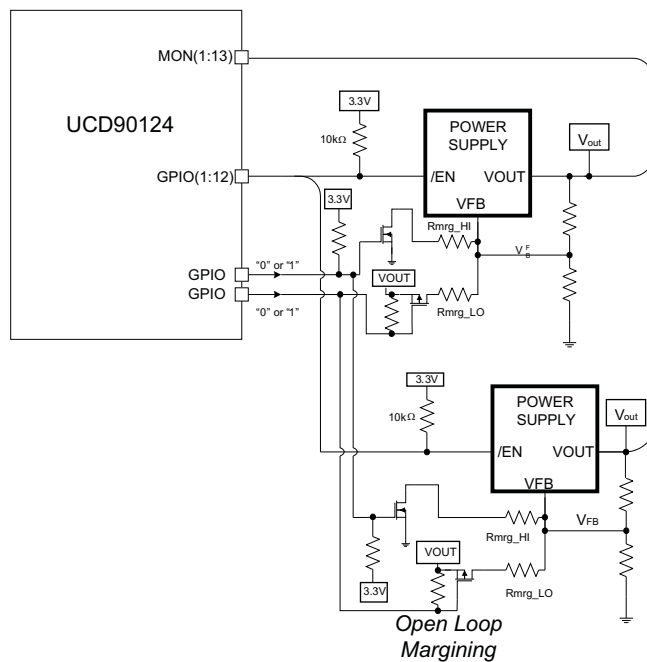 MON(1:13)
UCD90124
3.3V
10kΩ
POWER
SUPPLY
Vout
GPIO(1:12)
/EN
VOUT
3.3V
VFB
Rmrg_HI
VFB
GPIO
"0" or "1"
VOUT
GPIO
"0" or "1"
Rmrg_LO
3.3V
10kΩ
POWER
SUPPLY
Vout
/EN
VOUT
VFB
VFB
Rmrg_HI
VOUT
3.3V
Rmrg_LO
Open Loop
Margining